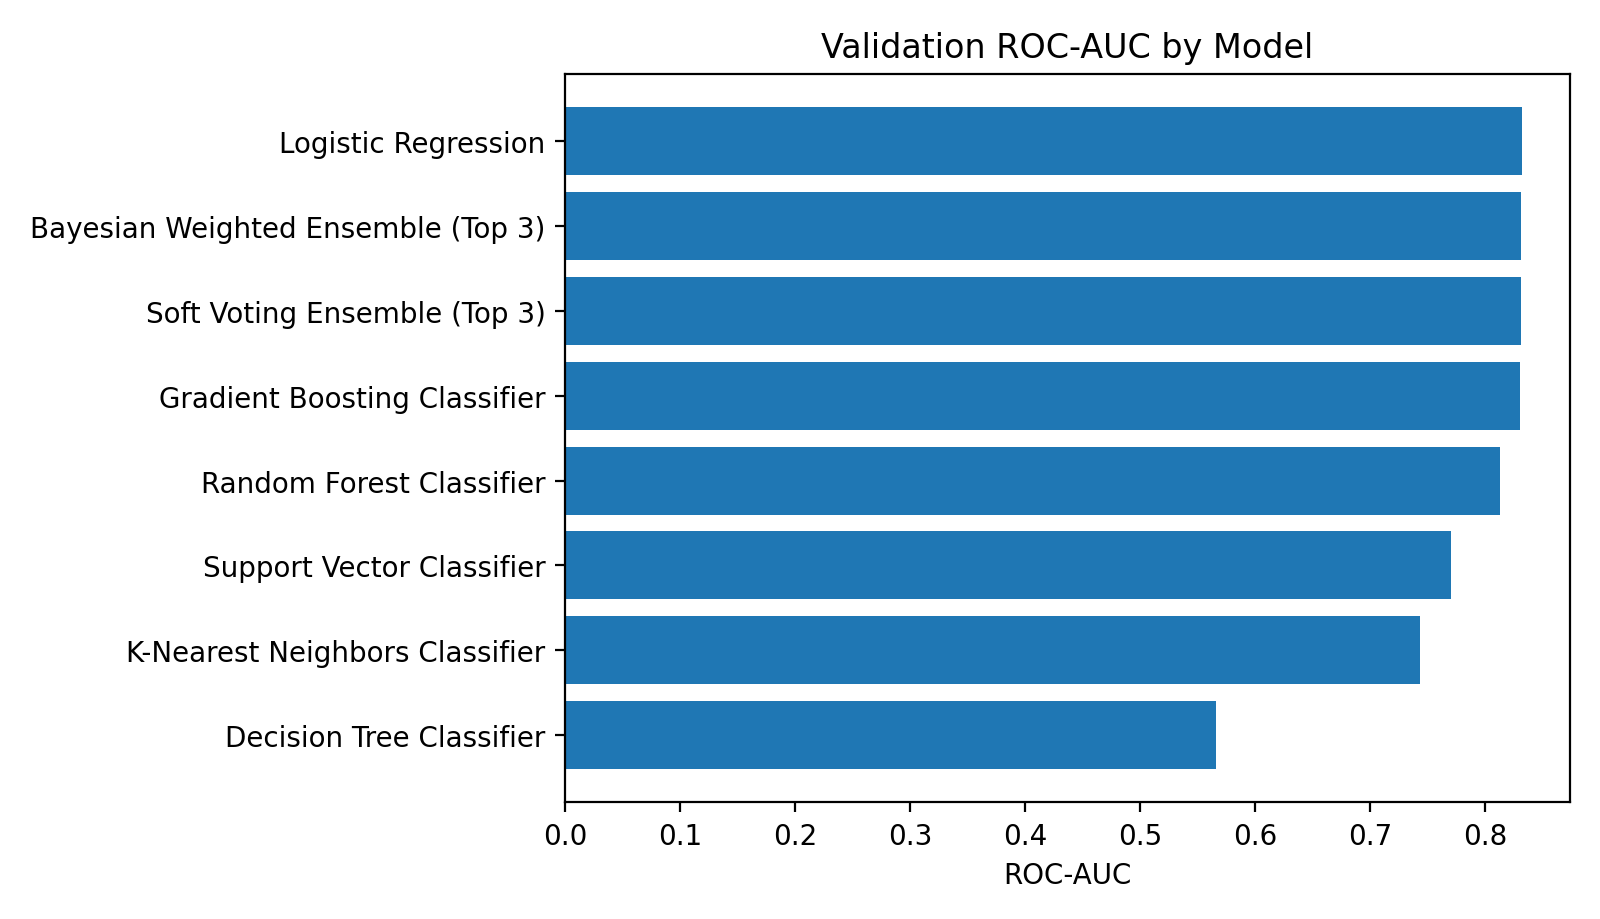 Validation ROC-AUC by Model
Logistic Regression
Bayesian Weighted Ensemble (Top 3)
Soft Voting Ensemble (Top 3)
Gradient Boosting Classifier
Random Forest Classifier
Support Vector Classifier
K-Nearest Neighbors Classifier
Decision Tree Classifier
0.0 0.1 0.2 0.3 0.4 0.5 0.6 0.7 0.8
ROC-AUC